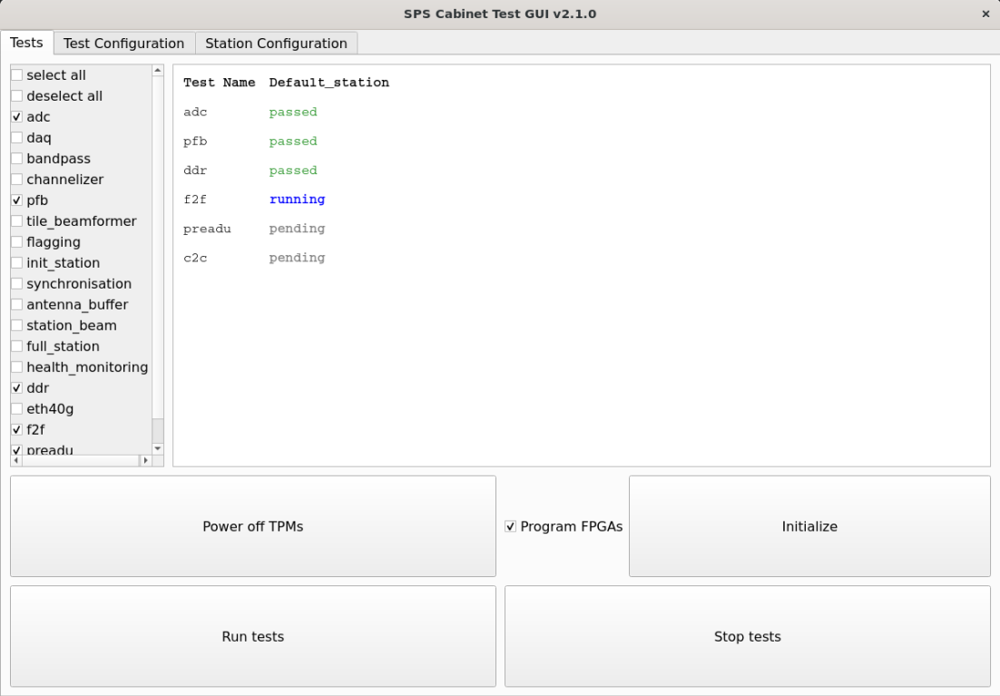 SPS Cabinet Test GUI v2.1.0
Tests Test Configuration Station Configuration
select all
deselect all
adc
daq
bandpass
channelizer
pfb
tile_beamformer
flagging
init_station
synchronisation
antenna_buffer
station_beam
full_station
health_monitoring
ddr
eth40g
f2f
preadu
Test Name Default_station
adc passed
pfb passed
ddr passed
f2f running
preadu pending
c2c pending
Power off TPMs
Program FPGAs
Initialize
Run tests
Stop tests